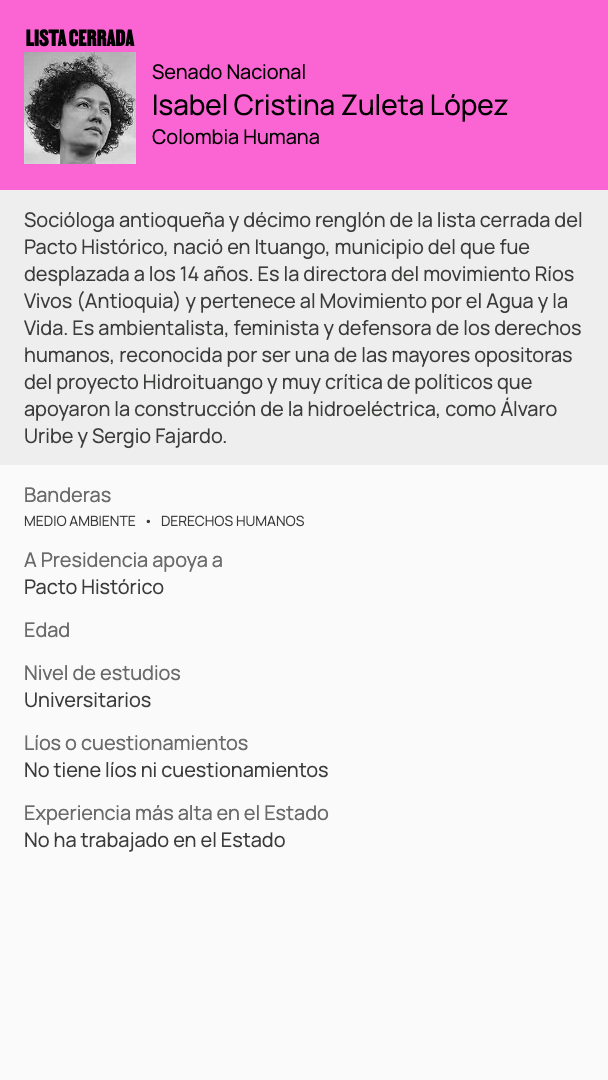 LISTA CERRADA
Senado Nacional
Isabel Cristina Zuleta López
Colombia Humana
Socióloga antioqueña y décimo renglón de la lista cerrada del
Pacto Histórico, nació en Ituango, municipio del que fue
desplazada a los 14 años. Es la directora del movimiento Ríos
Vivos (Antioquia) y pertenece al Movimiento por el Agua y la
Vida. Es ambientalista, feminista y defensora de los derechos
humanos, reconocida por ser una de las mayores opositoras
del proyecto Hidroituango y muy crítica de políticos que
apoyaron la construcción de la hidroeléctrica, como Álvaro
Uribe y Sergio Fajardo.
Banderas
MEDIO AMBIENTE • DERECHOS HUMANOS
A Presidencia apoya a
Pacto Histórico
Edad
Nivel de estudios
Universitarios
Líos o cuestionamientos
No tiene líos ni cuestionamientos
Experiencia más alta en el Estado
No ha trabajado en el Estado